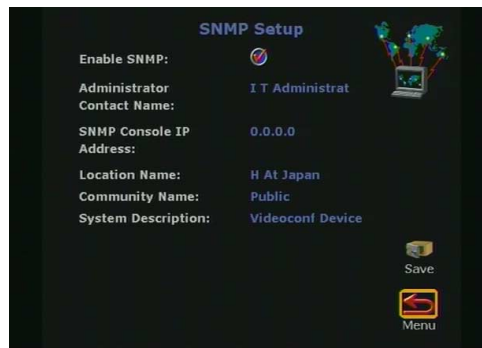 SNMP Setup
Enable SNMP:
Administrator I T Administrat
Contact Name:
SNMP Console IP 0.0.0.0
Address:
Location Name: H At Japan
Community Name: Public
System Description: Videoconf Device
Save
Menu